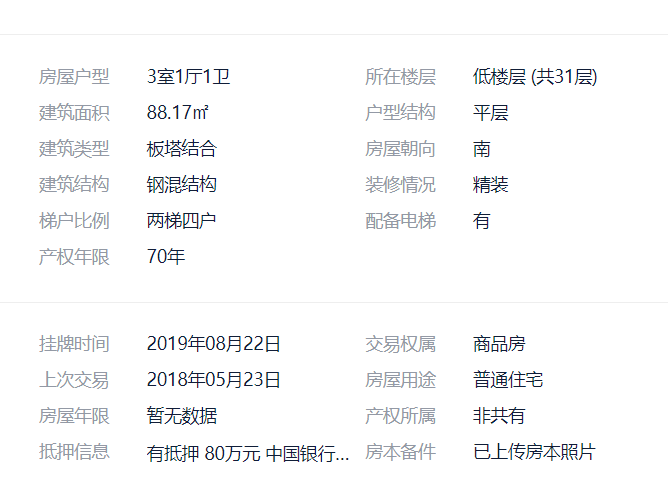 房屋户型 3室1厅1卫 所在楼层 低楼层 (共31层)
建筑面积 88.17㎡ 户型结构 平层
建筑类型 板塔结合 房屋朝向 南
建筑结构 钢混结构 装修情况 精装
梯户比例 两梯四户 配备电梯 有
产权年限 70年
挂牌时间 2019年08月22日 交易权属 商品房
上次交易 2018年05月23日 房屋用途 普通住宅
房屋年限 暂无数据 产权所属 非共有
抵押信息 有抵押 80万元 中国银行... 房本备件 已上传房本照片